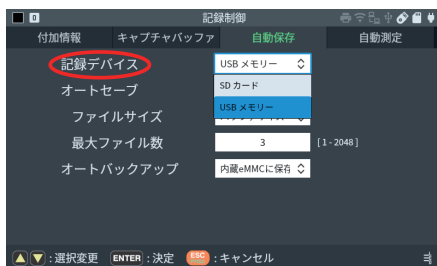 0 記録制御
付加情報 キャプチャバッファ 自動保存 自動測定
記録デバイス USB メモリー
オートセーブ SD カード
USB メモリー
ファイルサイズ
最大ファイル数 3 [1-2048]
オートバックアップ 内蔵eMMCに保存
:選択変更 ENTER :決定 ESC :キャンセル